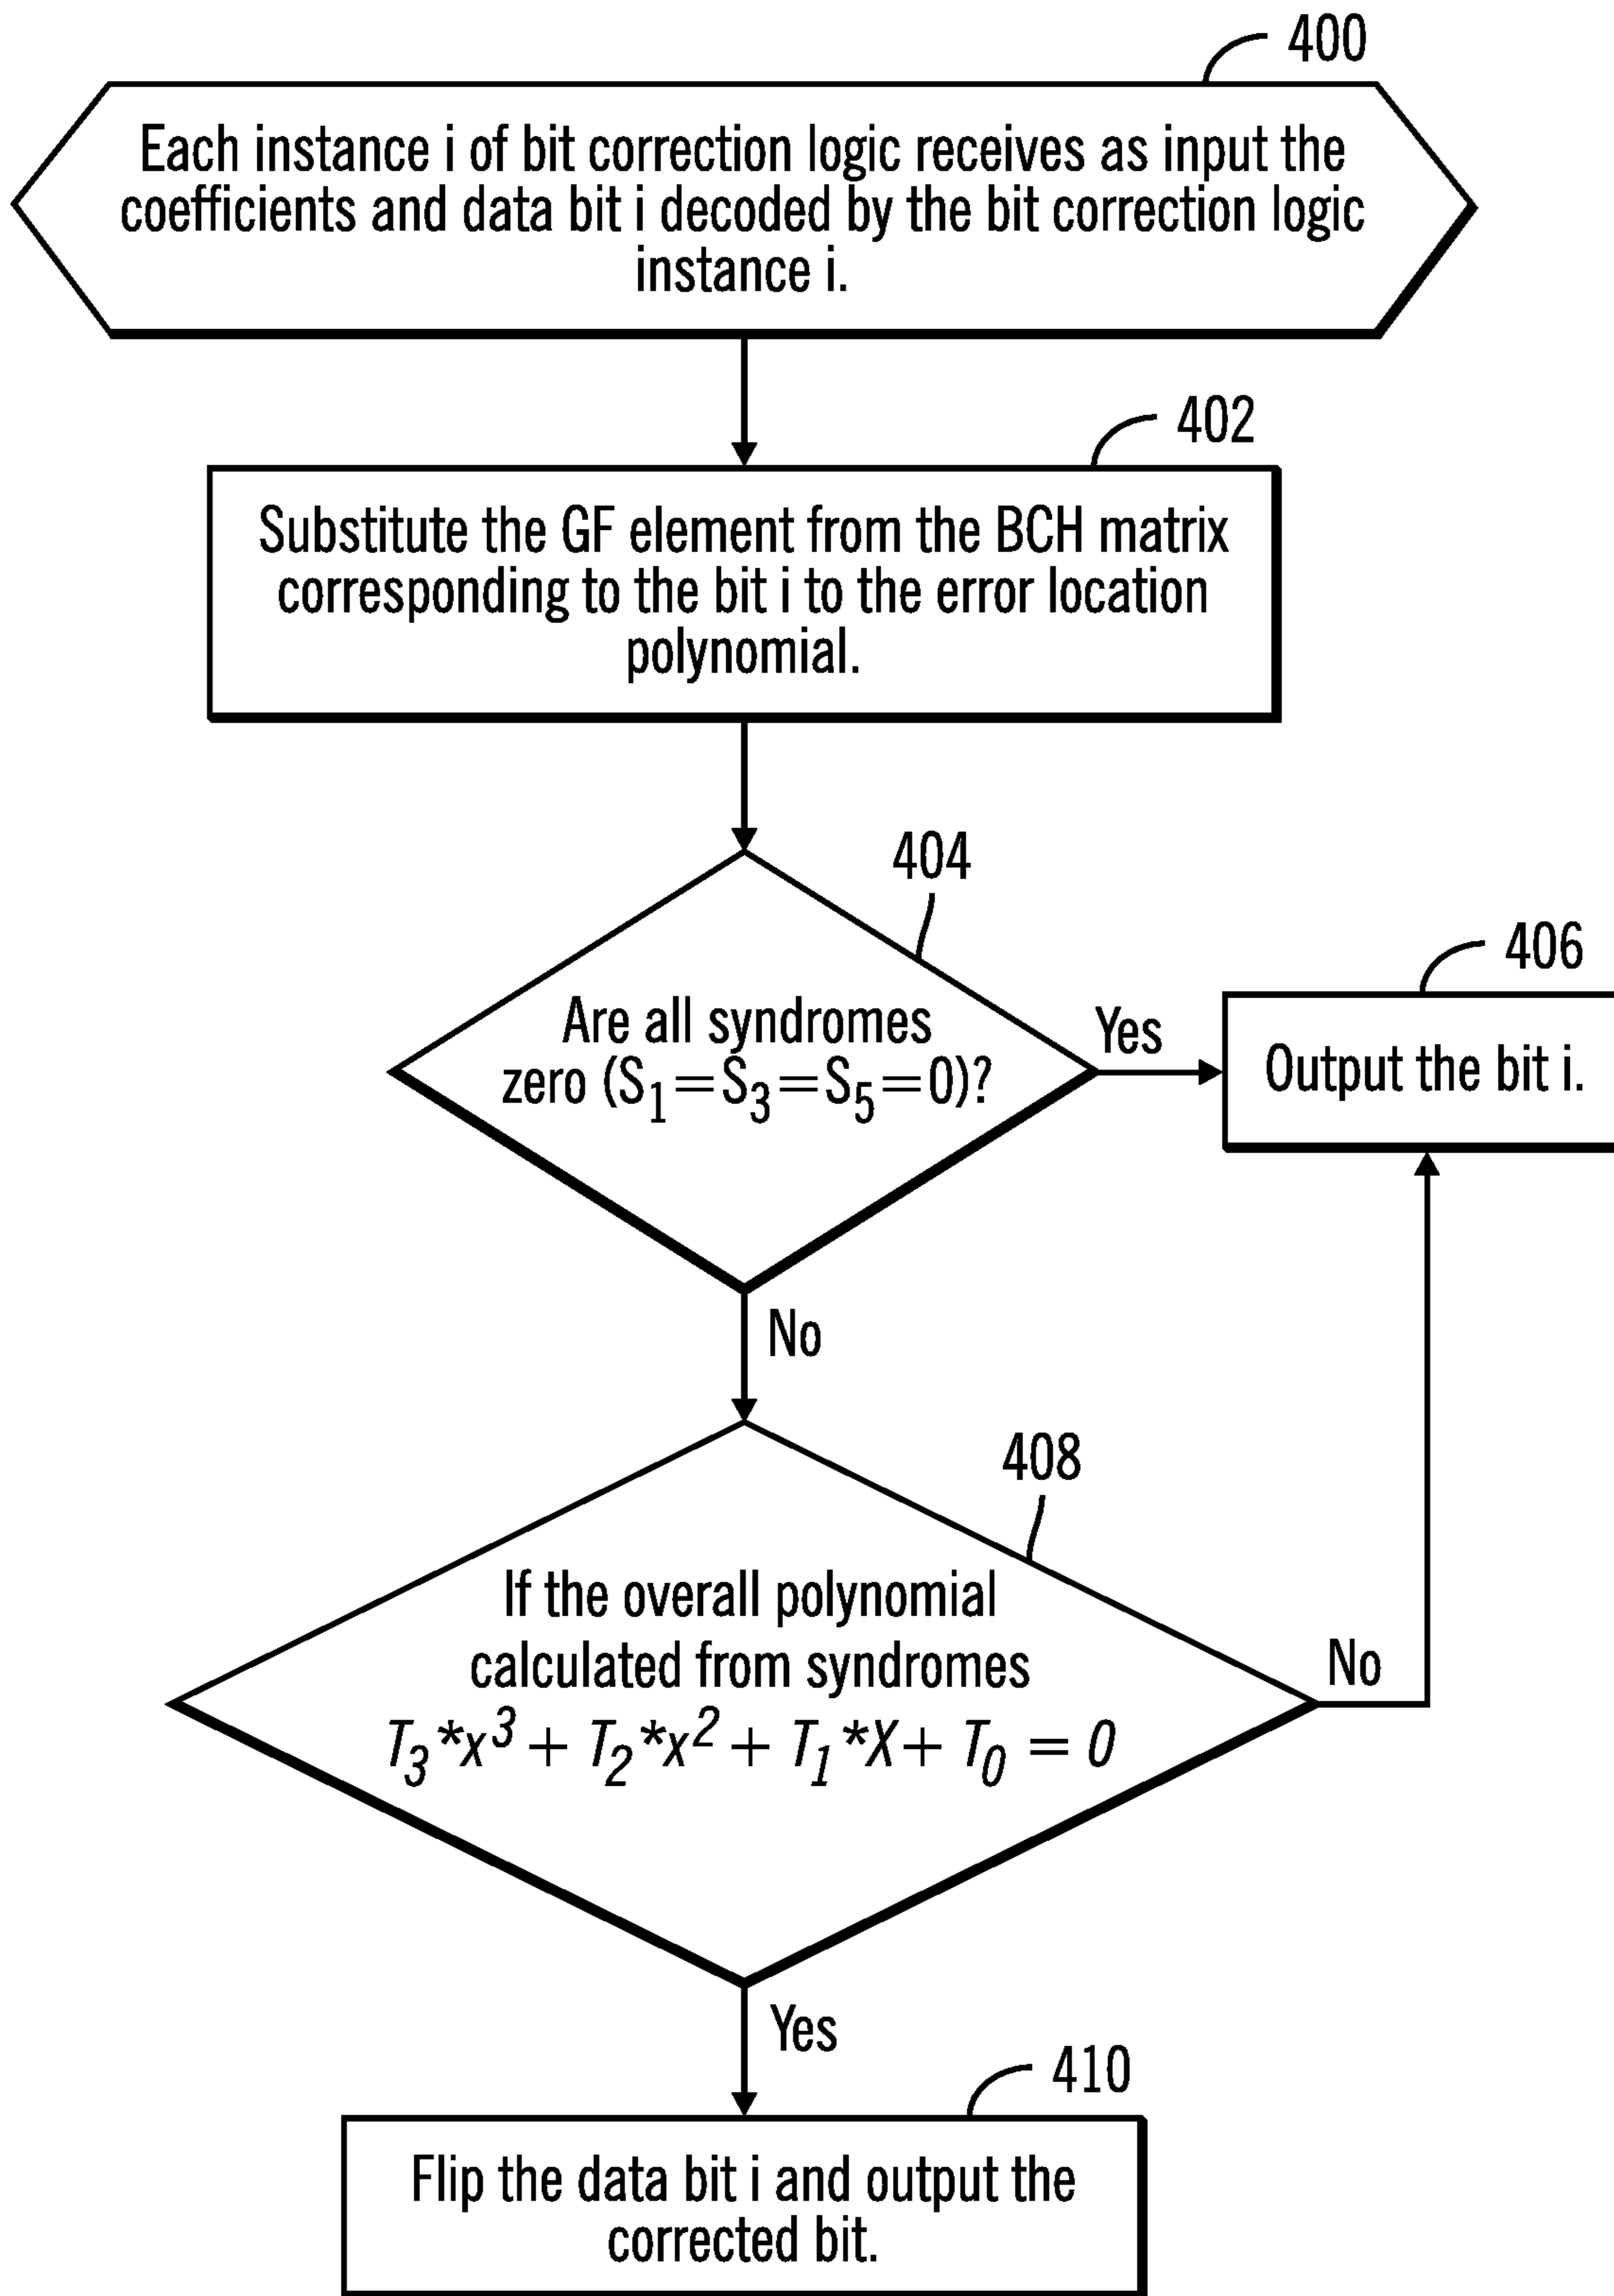 400
Each instance i of bit correction logic receives as input the
coefficients and data bit i decoded by the bit correction logic
instance i.
402
Substitute the GF element from the BCH matrix
corresponding to the bit i to the error location
polynomial.
404
Are all syndromes
zero (S₁=S₃=S₅=0)?
Yes
406
Output the bit i.
No
408
If the overall polynomial
calculated from syndromes
T₃*x³ + T₂*x² + T₁*X + T₀ = 0
No
Yes
410
Flip the data bit i and output the
corrected bit.